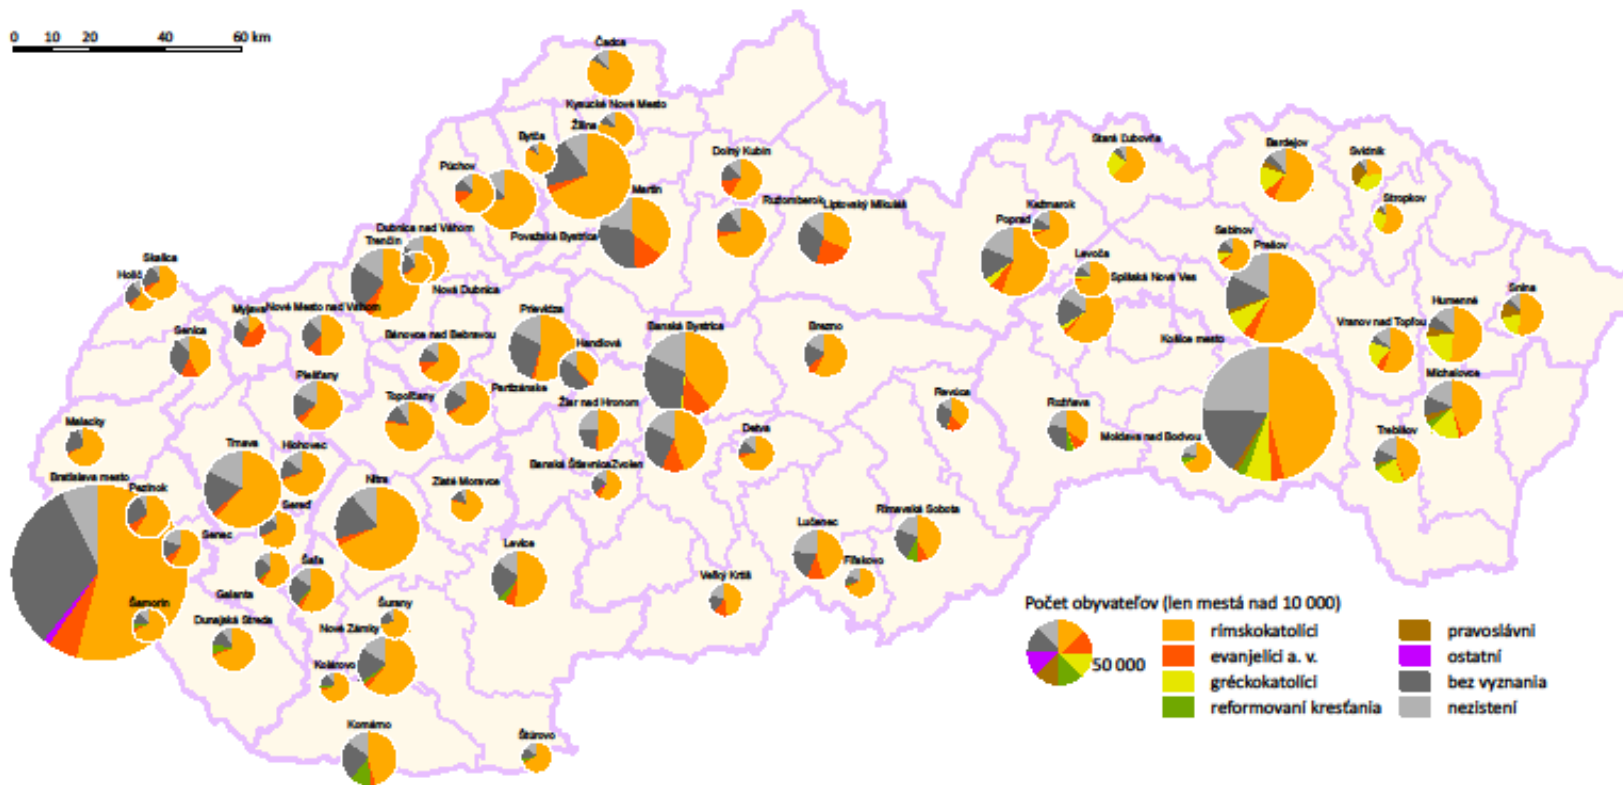 0 10 20 40 60 km
Čadca
Kysucké Nové Mesto
Bytča
Žilina
Púchov
Dolný Kubín
Martin
Ružomberok
Liptovský Mikuláš
Považská Bystrica
Dubnica nad Váhom
Trenčín
Nová Dubnica
Stará Ľubovňa
Bardejov
Svidník
Stropkov
Kežmarok
Poprad
Levoča
Spišská Nová Ves
Sabinov
Prešov
Snina
Humenné
Vranov nad Topľou
Michalovce
Košice mesto
Trebišov
Skalica
Holíč
Myjava
Nové Mesto nad Váhom
Senica
Bánovce nad Bebravou
Prievidza
Handlová
Banská Bystrica
Brezno
Piešťany
Topoľčany
Partizánske
Žiar nad Hronom
Revúca
Rožňava
Moldava nad Bodvou
Malacky
Trnava
Hlohovec
Detva
Banská Štiavnica
Zvolen
Bratislava mesto
Pezinok
Sereď
Nitra
Zlaté Moravce
Senec
Lučenec
Rimavská Sobota
Fiľakovo
Šaľa
Levice
Galanta
Veľký Krtíš
Šamorín
Dunajská Streda
Šurany
Nové Zámky
Kolárovo
Komárno
Štúrovo
Počet obyvateľov (len mestá nad 10 000)
50 000
rímskokatolíci
evanjelici a. v.
gréckokatolíci
reformovaní kresťania
pravoslávni
ostatní
bez vyznania
nezistení